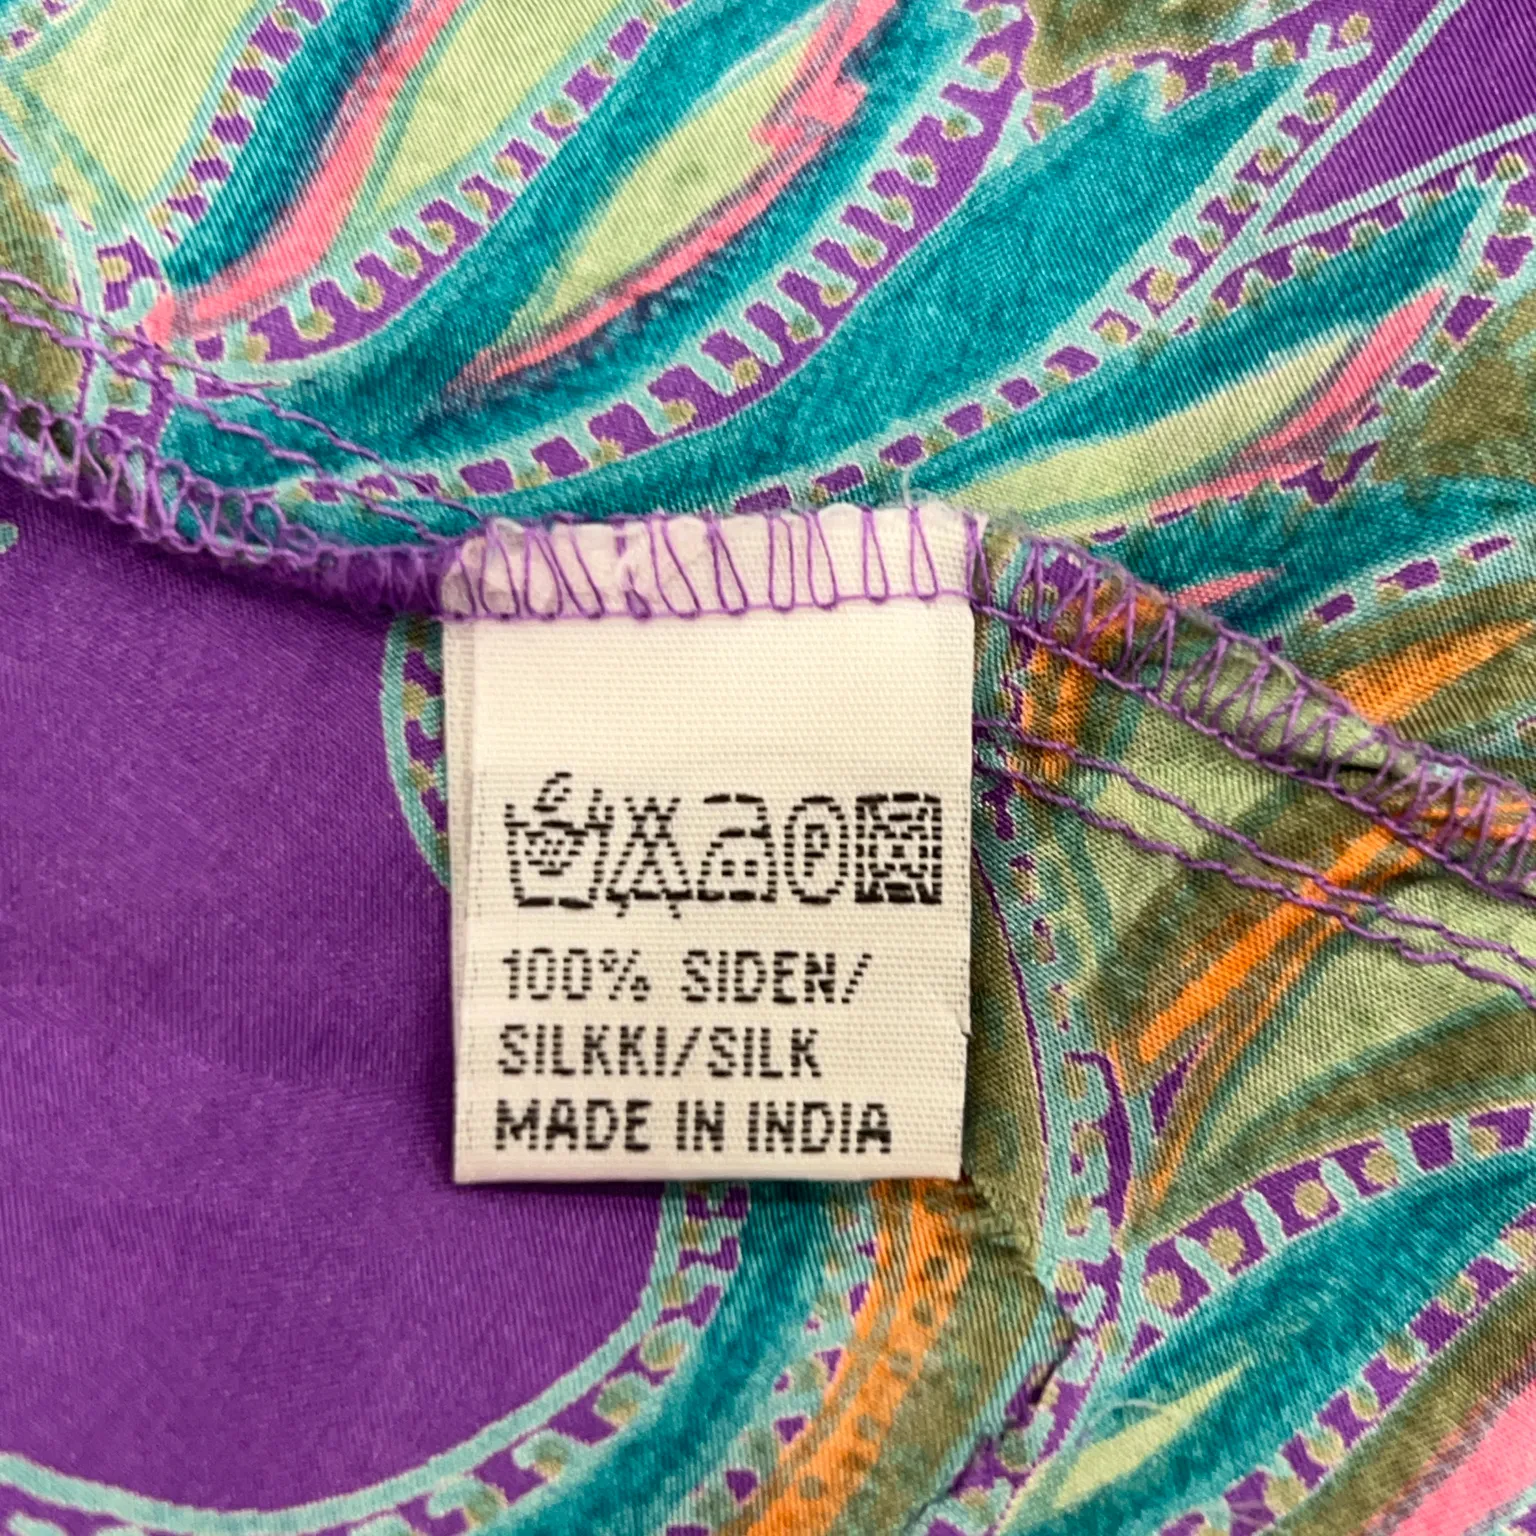 P
100% SIDEN/
SILKKI/SILK
MADE IN INDIA